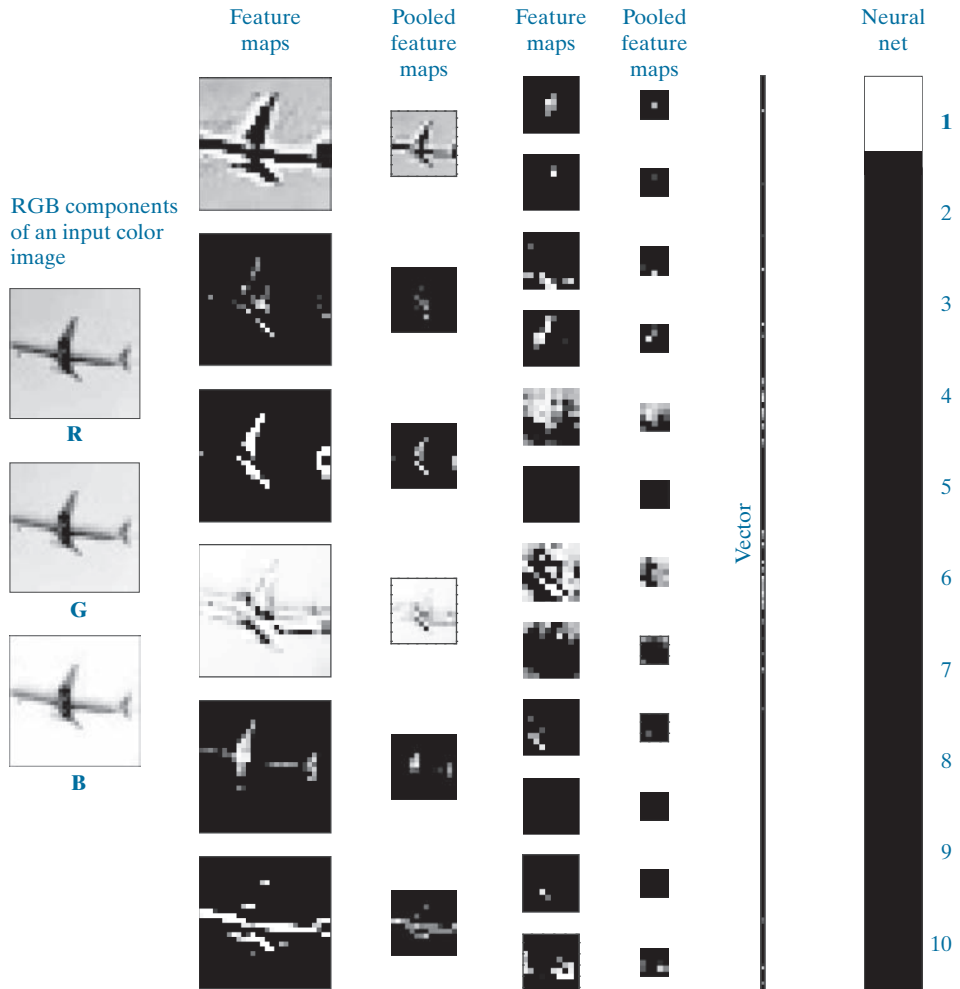 Feature
maps
Pooled
feature
maps
Feature
maps
Pooled
feature
maps
Neural
net
RGB components
of an input color
image
R
G
B
Vector
1
2
3
4
5
6
7
8
9
10